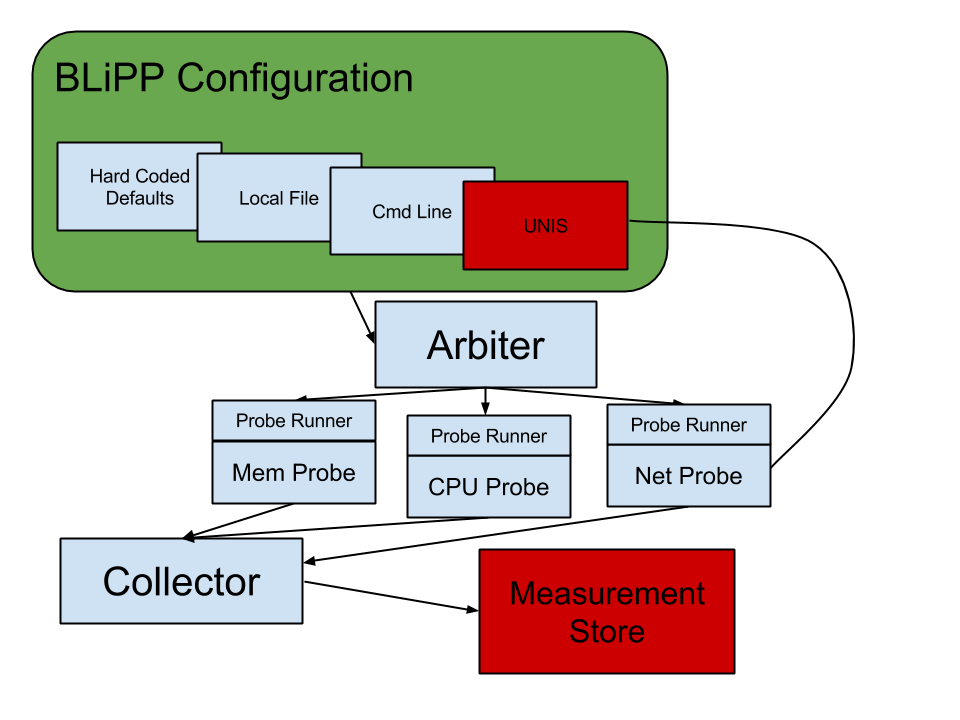 BLiPP Configuration
Hard Coded
Defaults
Local File
Cmd Line
UNIS
Arbiter
Probe Runner
Mem Probe
Probe Runner
CPU Probe
Probe Runner
Net Probe
Collector
Measurement
Store